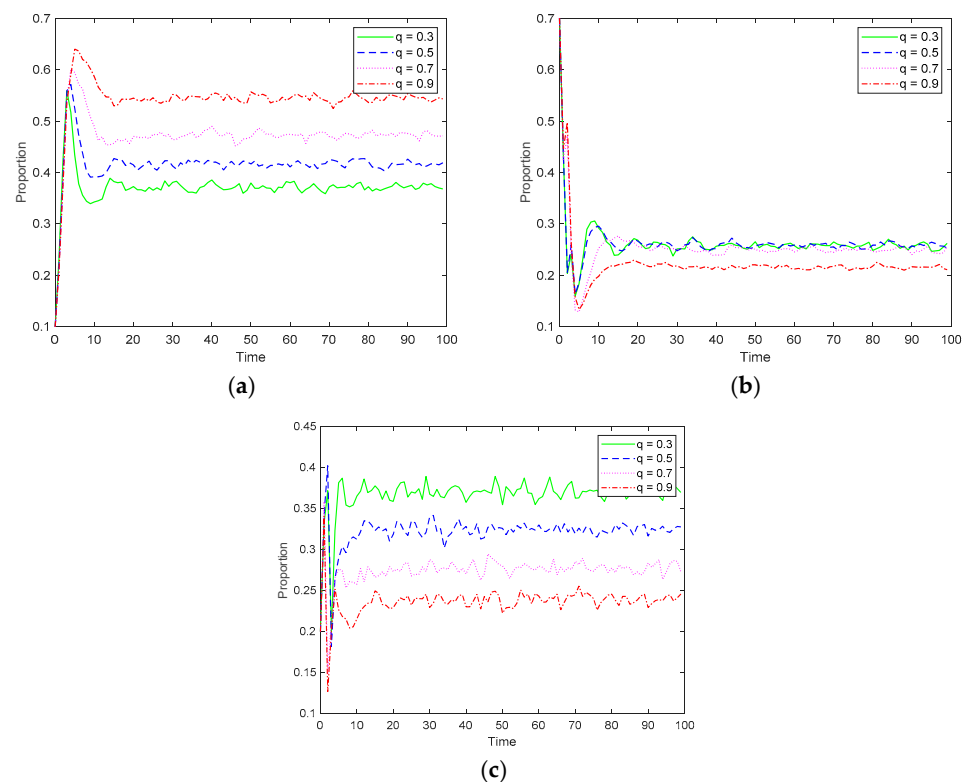 0.7
0.6
0.5
0.4
0.3
0.2
0.1
Proportion
0 10 20 30 40 50 60 70 80 90 100
Time
q = 0.3
q = 0.5
q = 0.7
q = 0.9
(a)
0.7
0.6
0.5
0.4
0.3
0.2
0.1
Proportion
0 10 20 30 40 50 60 70 80 90 100
Time
q = 0.3
q = 0.5
q = 0.7
q = 0.9
(b)
0.45
0.4
0.35
0.3
0.25
0.2
0.15
0.1
Proportion
0 10 20 30 40 50 60 70 80 90 100
Time
q = 0.3
q = 0.5
q = 0.7
q = 0.9
(c)